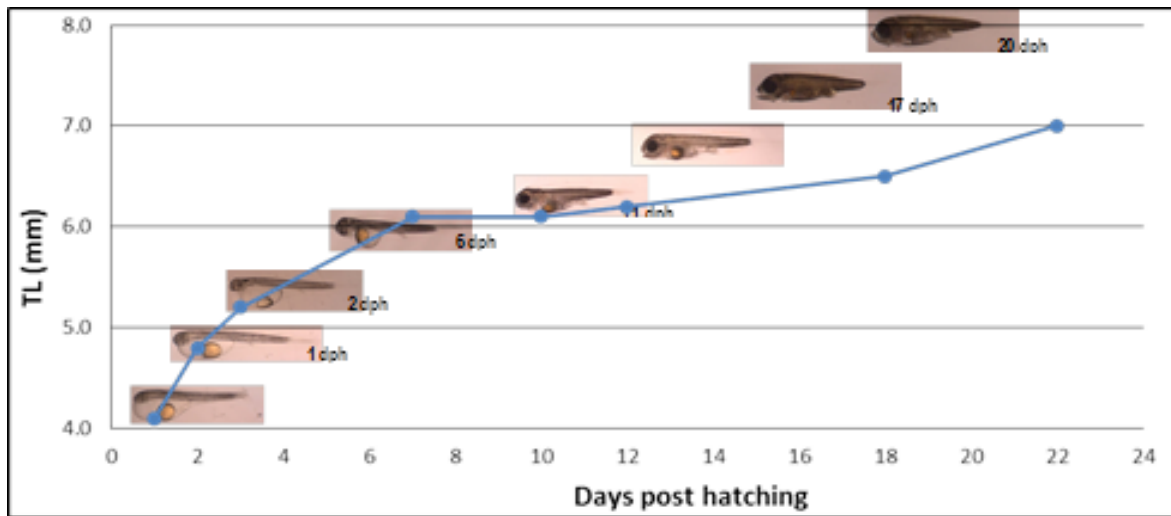 8.0
20 dph
17 dph
7.0
11 dph
6.0
6 dph
2 dph
5.0
1 dph
4.0
TL (mm)
0 2 4 6 8 10 12 14 16 18 20 22 24
Days post hatching